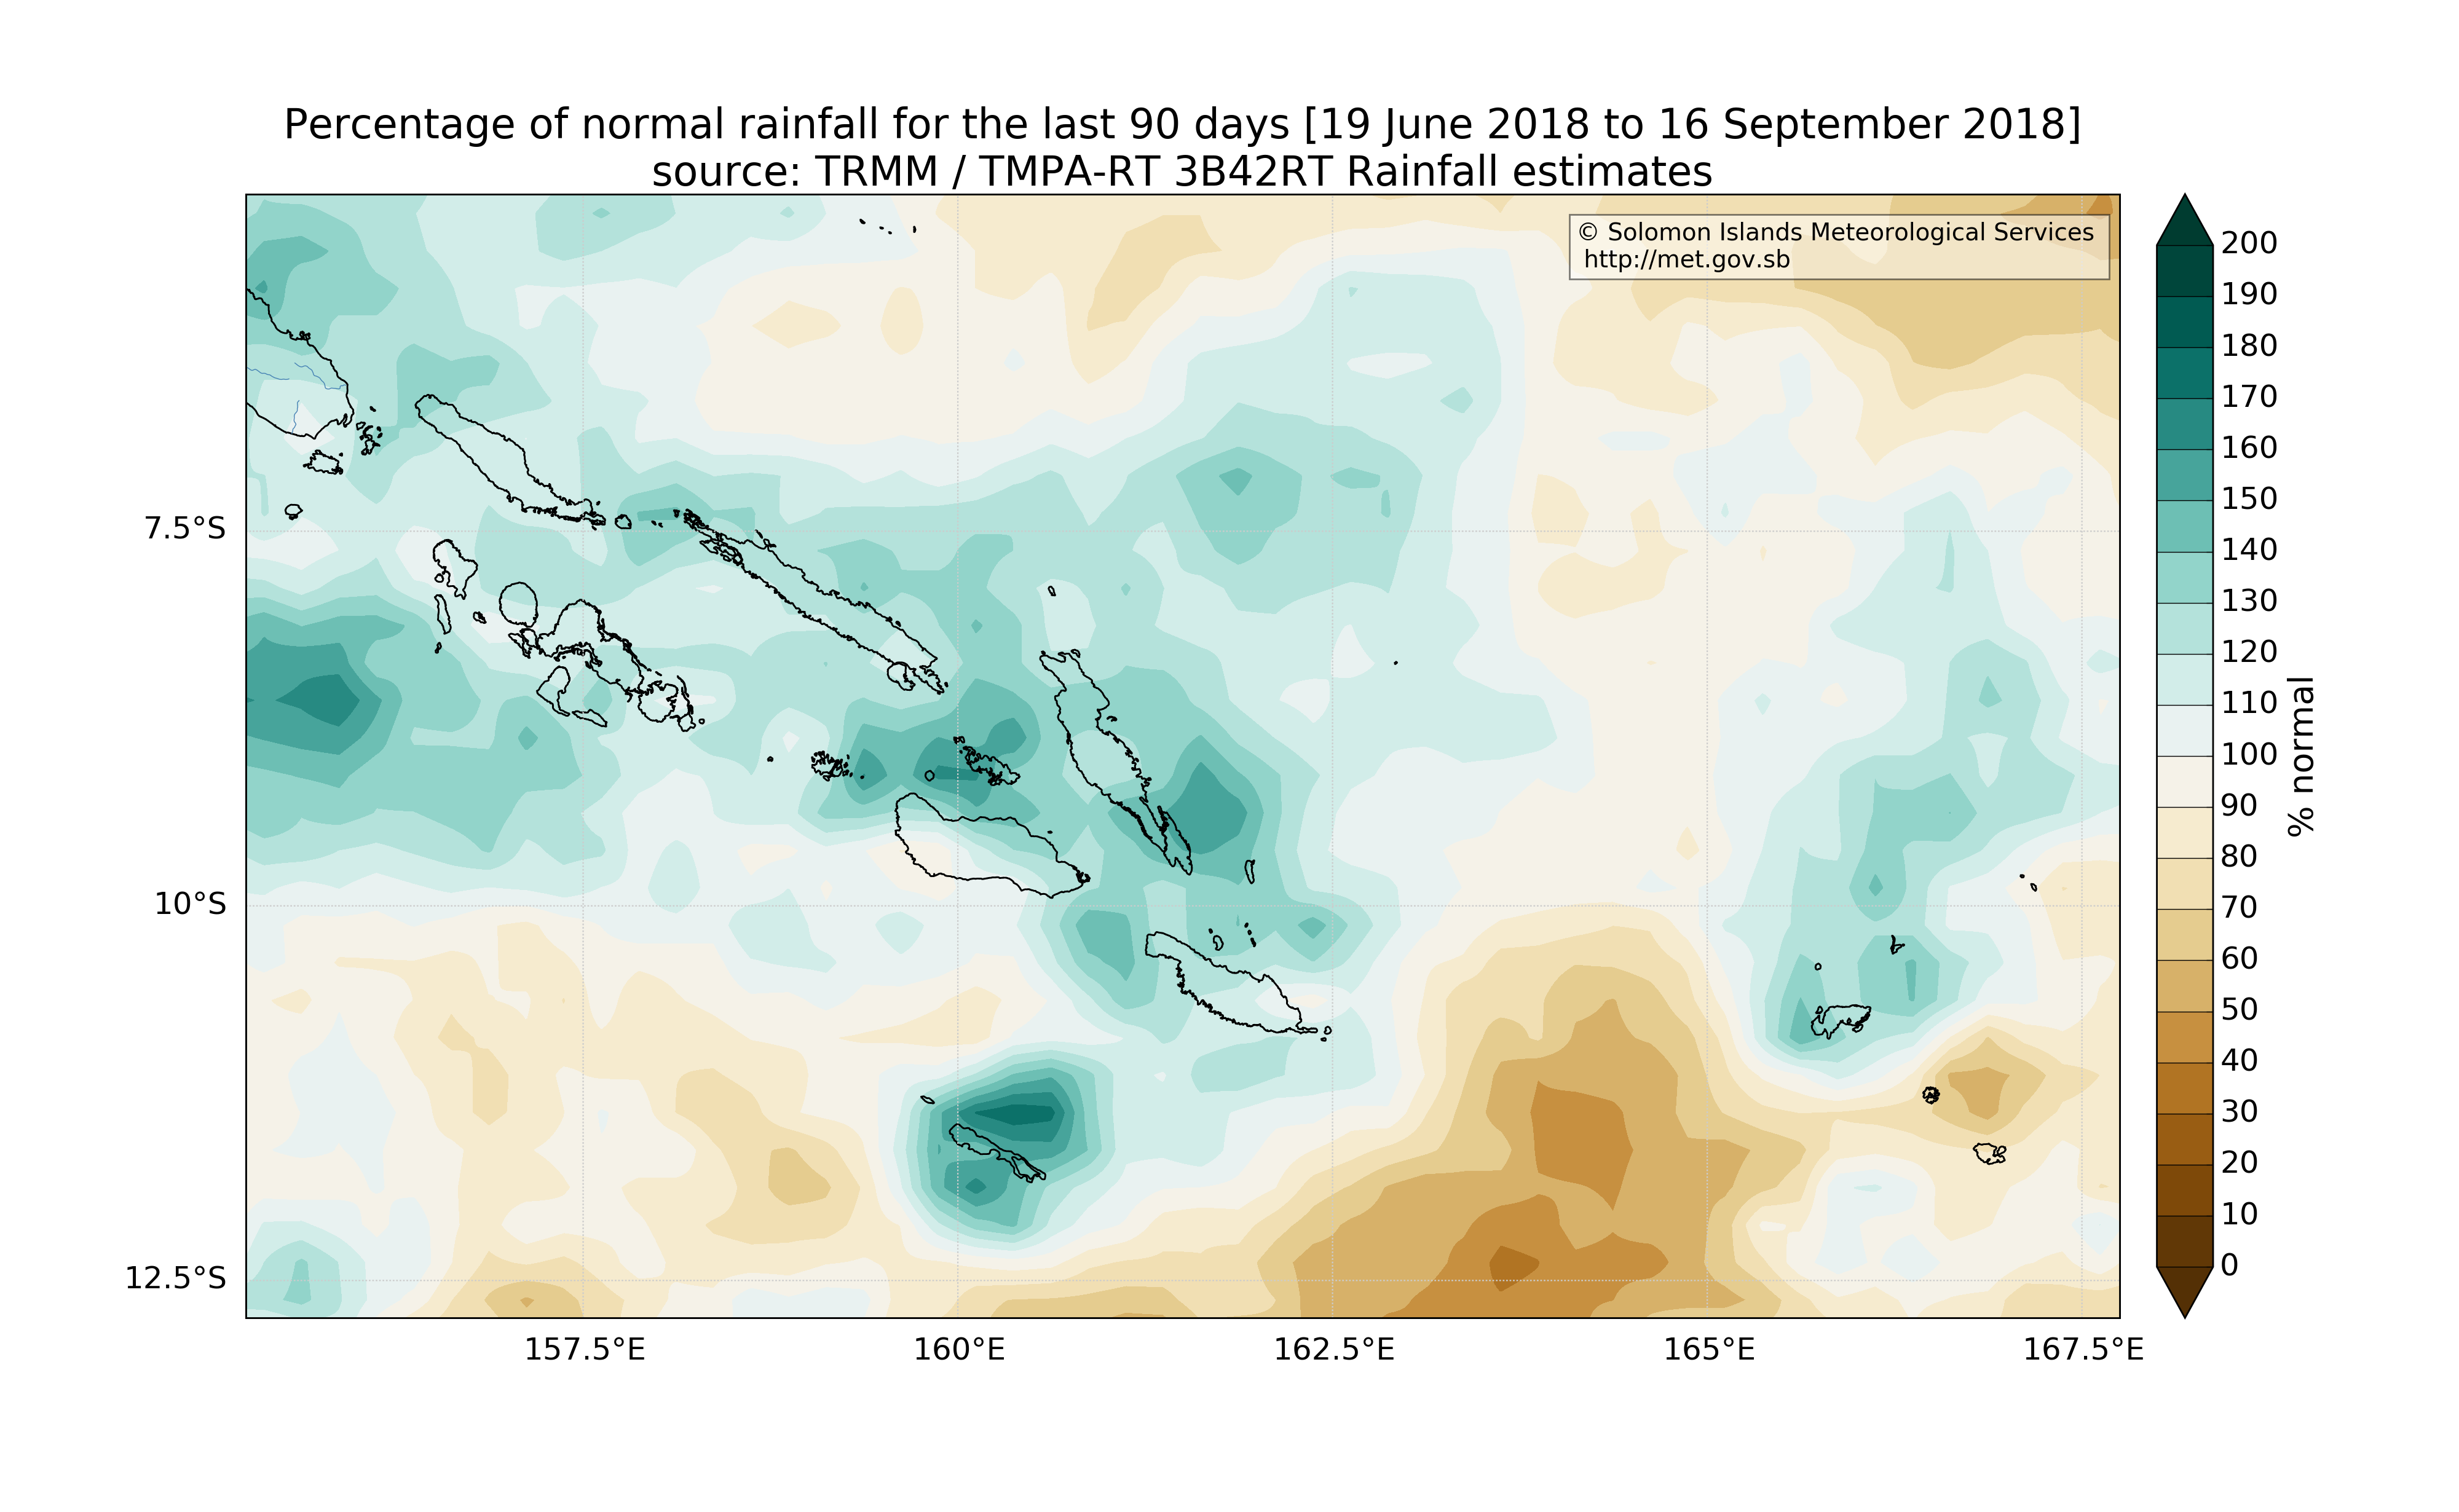 Percentage of normal rainfall for the last 90 days [19 June 2018 to 16 September 2018]
source: TRMM / TMPA-RT 3B42RT Rainfall estimates
© Solomon Islands Meteorological Services
http://met.gov.sb
7.5°S
10°S
12.5°S
157.5°E
160°E
162.5°E
165°E
167.5°E
200
190
180
170
160
150
140
130
120
110
100
90
80
70
60
50
40
30
20
10
0
% normal